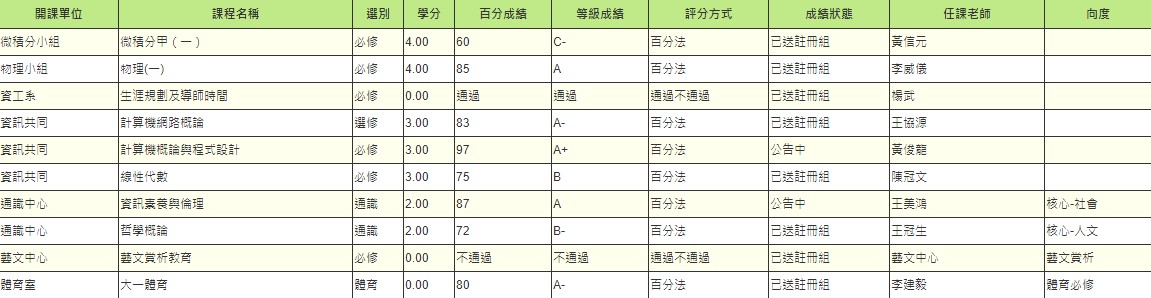 開課單位 課程名稱 選別 學分 百分成績 等級成績 評分方式 成績狀態 任課老師 向度
微積分小組 微積分甲（一） 必修 4.00 60 C- 百分法 已送註冊組 黃信元
物理小組 物理(一) 必修 4.00 85 A 百分法 已送註冊組 李威儀
資工系 生涯規劃及導師時間 必修 0.00 通過 通過 通過不通過 已送註冊組 楊武
資訊共同 計算機網路概論 選修 3.00 83 A- 百分法 已送註冊組 王協源
資訊共同 計算機概論與程式設計 必修 3.00 97 A+ 百分法 公告中 黃俊龍
資訊共同 線性代數 必修 3.00 75 B 百分法 已送註冊組 陳冠文
通識中心 資訊素養與倫理 通識 2.00 87 A 百分法 公告中 王美鴻 核心-社會
通識中心 哲學概論 通識 2.00 72 B- 百分法 已送註冊組 王冠生 核心-人文
藝文中心 藝文賞析教育 必修 0.00 不通過 不通過 通過不通過 已送註冊組 藝文中心 藝文賞析
體育室 大一體育 體育 0.00 80 A- 百分法 已送註冊組 李建毅 體育必修